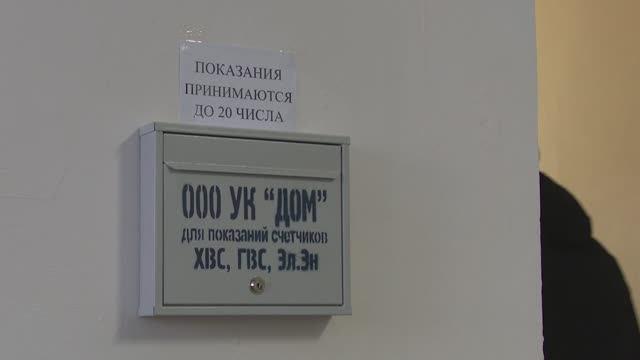 ПОКАЗАНИЯ
ПРИНИМАЮТСЯ
ДО 20 ЧИСЛА
ООО УК "ДОМ"
для показаний счетчиков
ХВС, ГВС, Эл.Эн